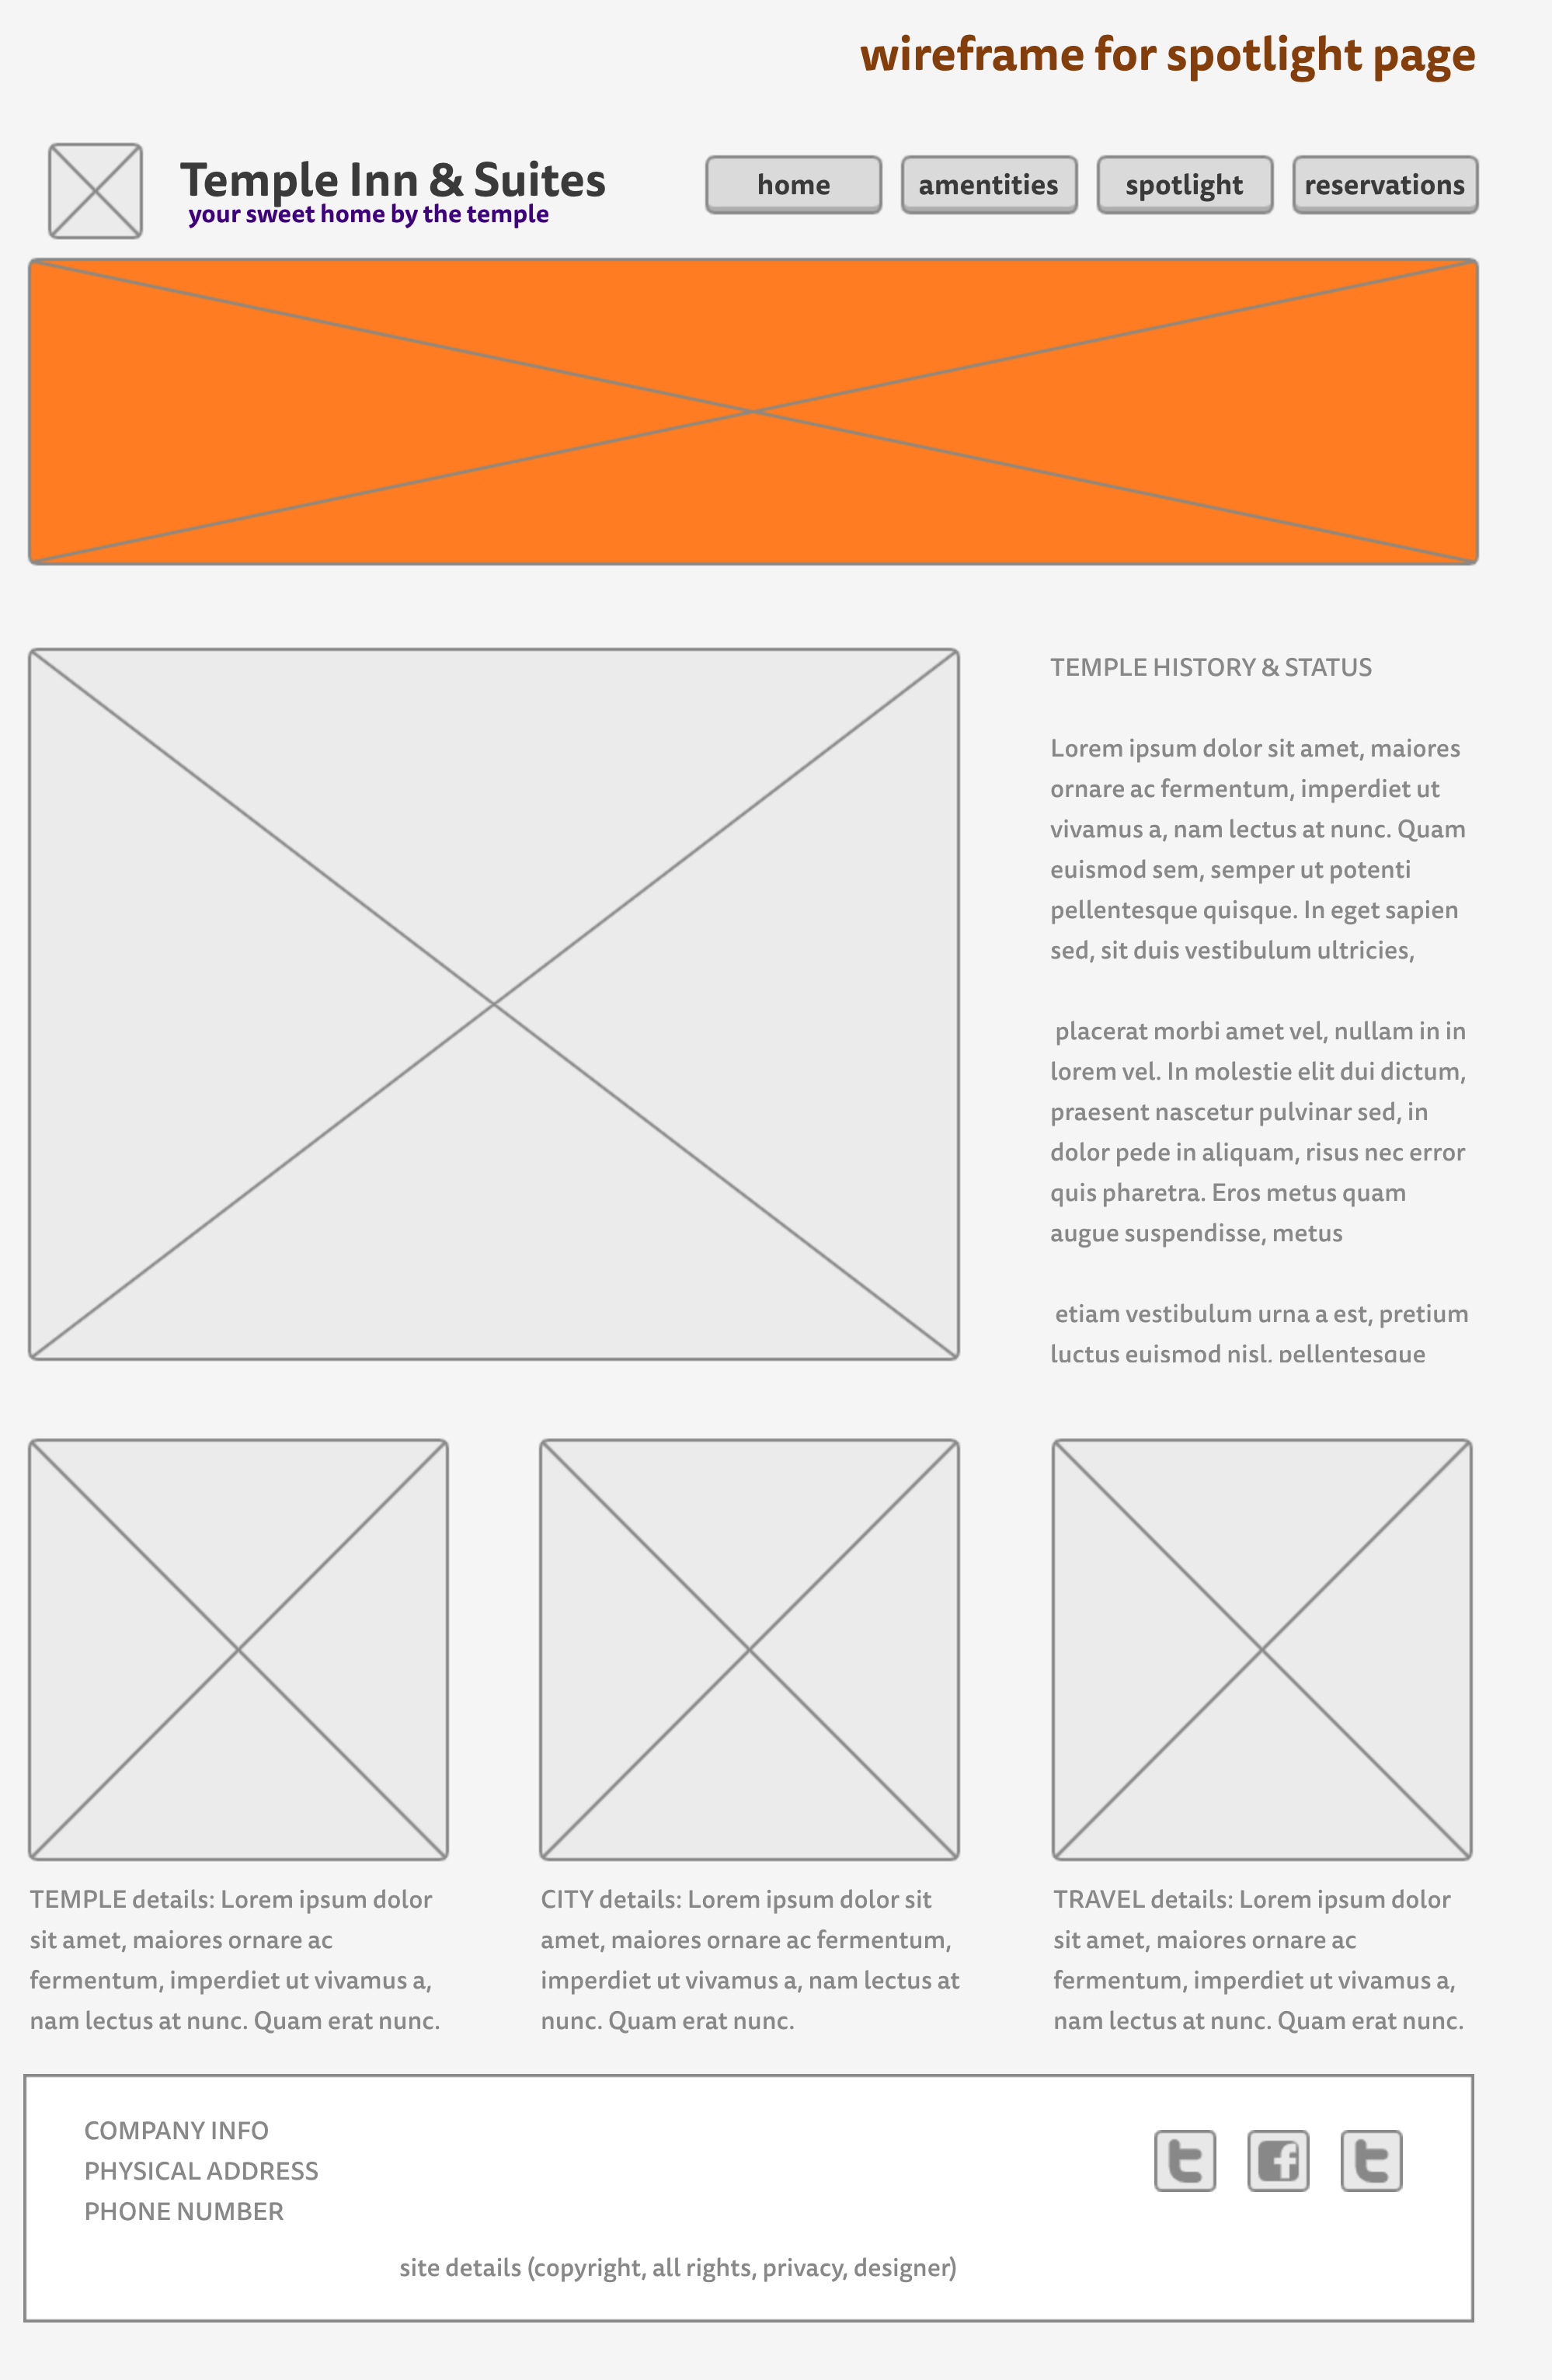 wireframe for spotlight page
Temple Inn & Suites
your sweet home by the temple
home
amentities
spotlight
reservations
TEMPLE HISTORY & STATUS
Lorem ipsum dolor sit amet, maiores
ornare ac fermentum, imperdiet ut
vivamus a, nam lectus at nunc. Quam
euismod sem, semper ut potenti
pellentesque quisque. In eget sapien
sed, sit duis vestibulum ultricies,
placerat morbi amet vel, nullam in in
lorem vel. In molestie elit dui dictum,
praesent nascetur pulvinar sed, in
dolor pede in aliquam, risus nec error
quis pharetra. Eros metus quam
augue suspendisse, metus
etiam vestibulum urna a est, pretium
luctus euismod nisl, pellentesque
TEMPLE details: Lorem ipsum dolor
sit amet, maiores ornare ac
fermentum, imperdiet ut vivamus a,
nam lectus at nunc. Quam erat nunc.
CITY details: Lorem ipsum dolor sit
amet, maiores ornare ac fermentum,
imperdiet ut vivamus a, nam lectus at
nunc. Quam erat nunc.
TRAVEL details: Lorem ipsum dolor
sit amet, maiores ornare ac
fermentum, imperdiet ut vivamus a,
nam lectus at nunc. Quam erat nunc.
COMPANY INFO
PHYSICAL ADDRESS
PHONE NUMBER
site details (copyright, all rights, privacy, designer)